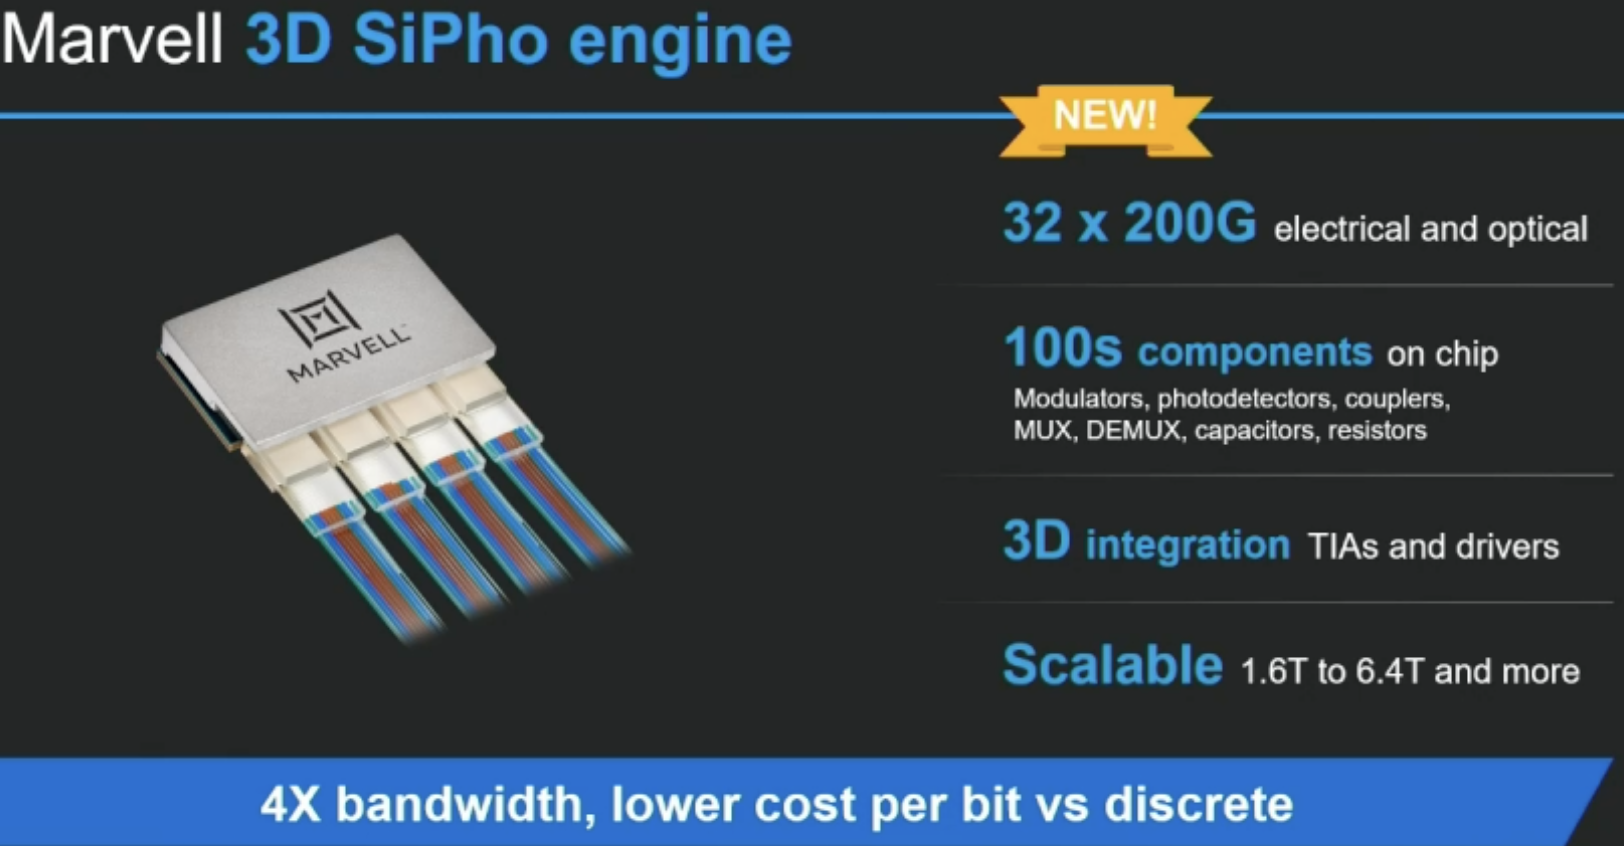 Marvell 3D SiPho engine
NEW!
32 x 200G electrical and optical
100s components on chip
Modulators, photodetectors, couplers,
MUX, DEMUX, capacitors, resistors
3D integration TIAs and drivers
Scalable 1.6T to 6.4T and more
MARVELL™
4X bandwidth, lower cost per bit vs discrete